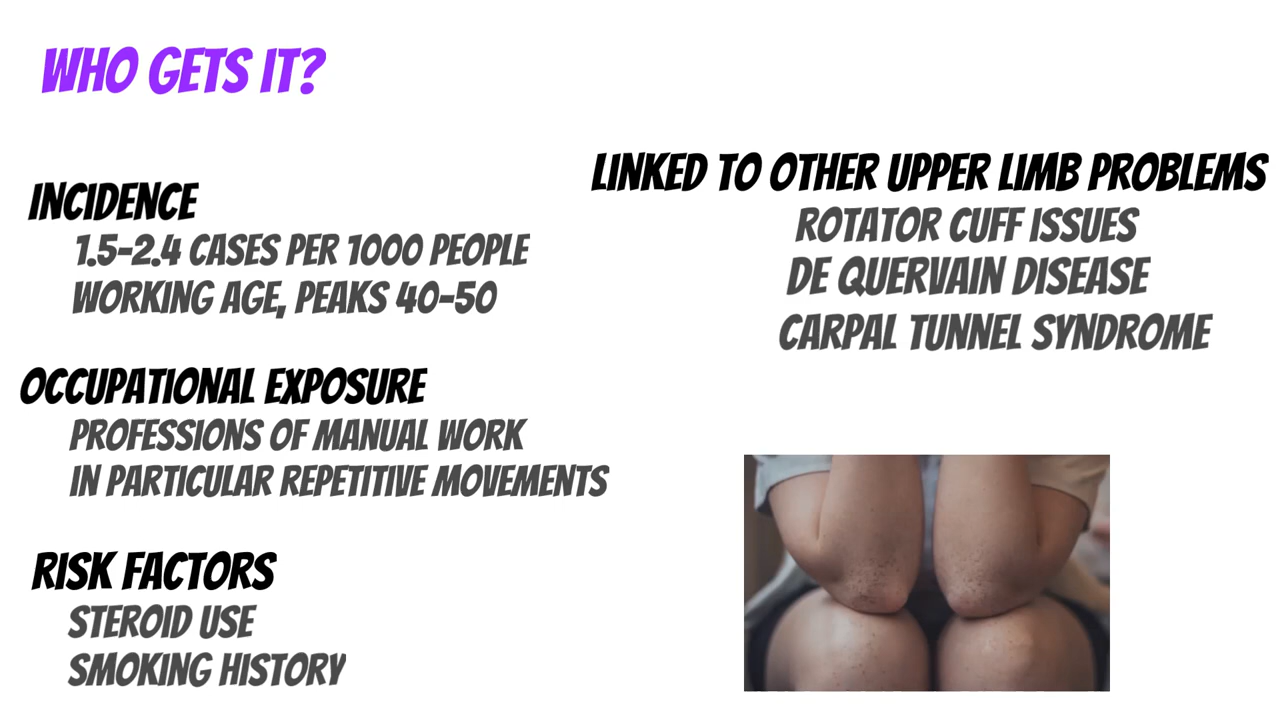 WHO GETS IT?
INCIDENCE
1.5-2.4 CASES PER 1000 PEOPLE
WORKING AGE, PEAKS 40-50
OCCUPATIONAL EXPOSURE
PROFESSIONS OF MANUAL WORK
IN PARTICULAR REPETITIVE MOVEMENTS
RISK FACTORS
STEROID USE
SMOKING HISTORY
LINKED TO OTHER UPPER LIMB PROBLEMS
ROTATOR CUFF ISSUES
DE QUERVAIN DISEASE
CARPAL TUNNEL SYNDROME